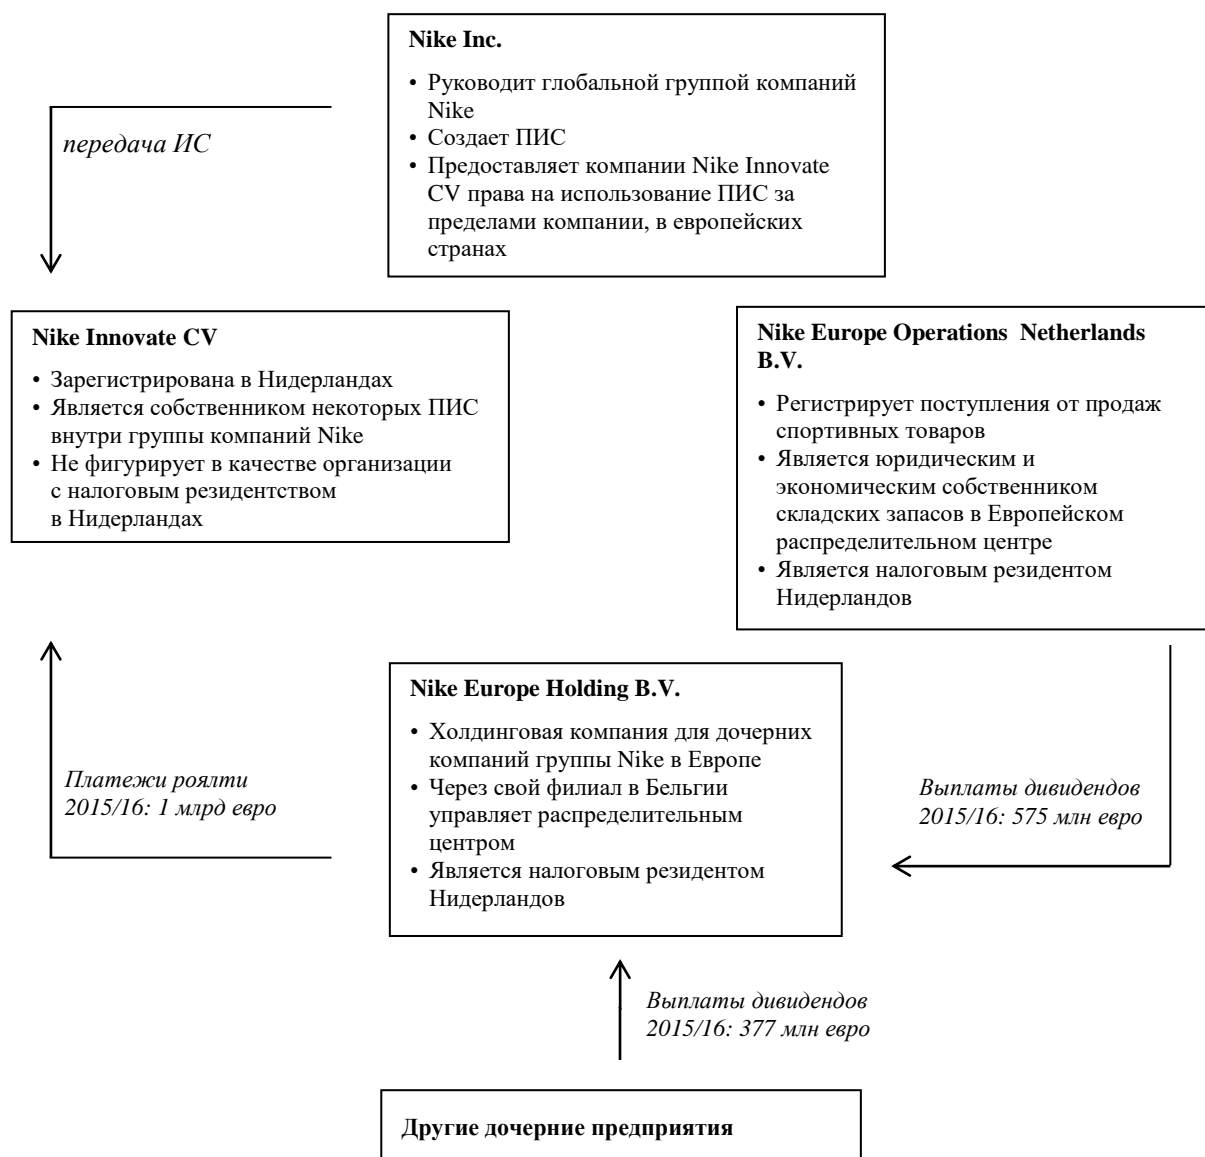 Nike Inc.
• Руководит глобальной группой компаний
Nike
• Создает ПИС
• Предоставляет компании Nike Innovate
CV права на использование ПИС за
пределами компании, в европейских
странах
передача ИС
Nike Innovate CV
• Зарегистрирована в Нидерландах
• Является собственником некоторых ПИС
внутри группы компаний Nike
• Не фигурирует в качестве организации
с налоговым резидентством
в Нидерландах
Nike Europe Operations Netherlands
B.V.
• Регистрирует поступления от продаж
спортивных товаров
• Является юридическим и
экономическим собственником
складских запасов в Европейском
распределительном центре
• Является налоговым резидентом
Нидерландов
Nike Europe Holding B.V.
• Холдинговая компания для дочерних
компаний группы Nike в Европе
• Через свой филиал в Бельгии
управляет распределительным
центром
• Является налоговым резидентом
Нидерландов
Платежи роялти
2015/16: 1 млрд евро
Выплаты дивидендов
2015/16: 575 млн евро
Выплаты дивидендов
2015/16: 377 млн евро
Другие дочерние предприятия